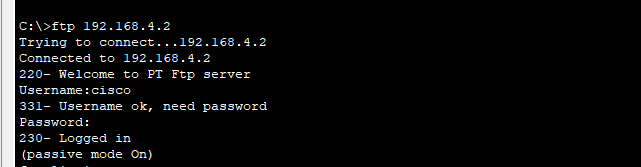 C:\>ftp 192.168.4.2
Trying to connect...192.168.4.2
Connected to 192.168.4.2
220- Welcome to PT Ftp server
Username:cisco
331- Username ok, need password
Password:
230- Logged in
(passive mode On)